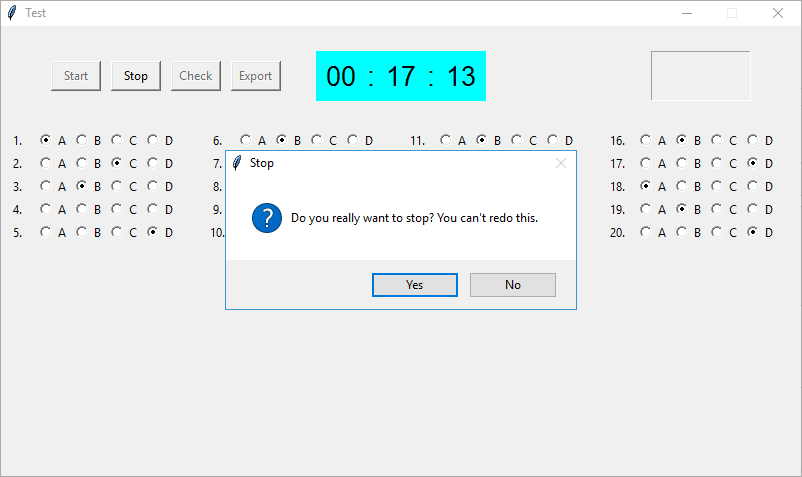 Test
Start Stop Check Export 00 : 17 : 13
1. A B C D 6. A B C D 11. A B C D 16. A B C D
2. A B C D 7. Stop 17. A B C D
3. A B C D 8. 18. A B C D
4. A B C D 9. Do you really want to stop? You can't redo this. 19. A B C D
5. A B C D 10. 20. A B C D
Yes No